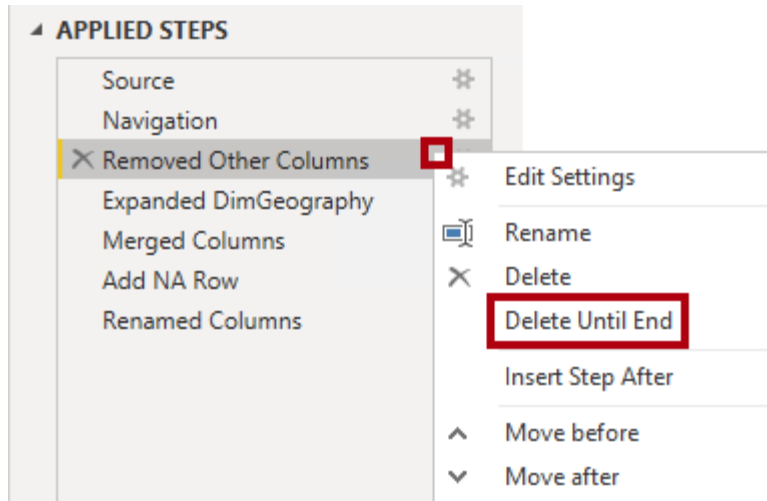 APPLIED STEPS
Source
Navigation
Removed Other Columns
Expanded DimGeography
Merged Columns
Add NA Row
Renamed Columns
Edit Settings
Rename
Delete
Delete Until End
Insert Step After
Move before
Move after